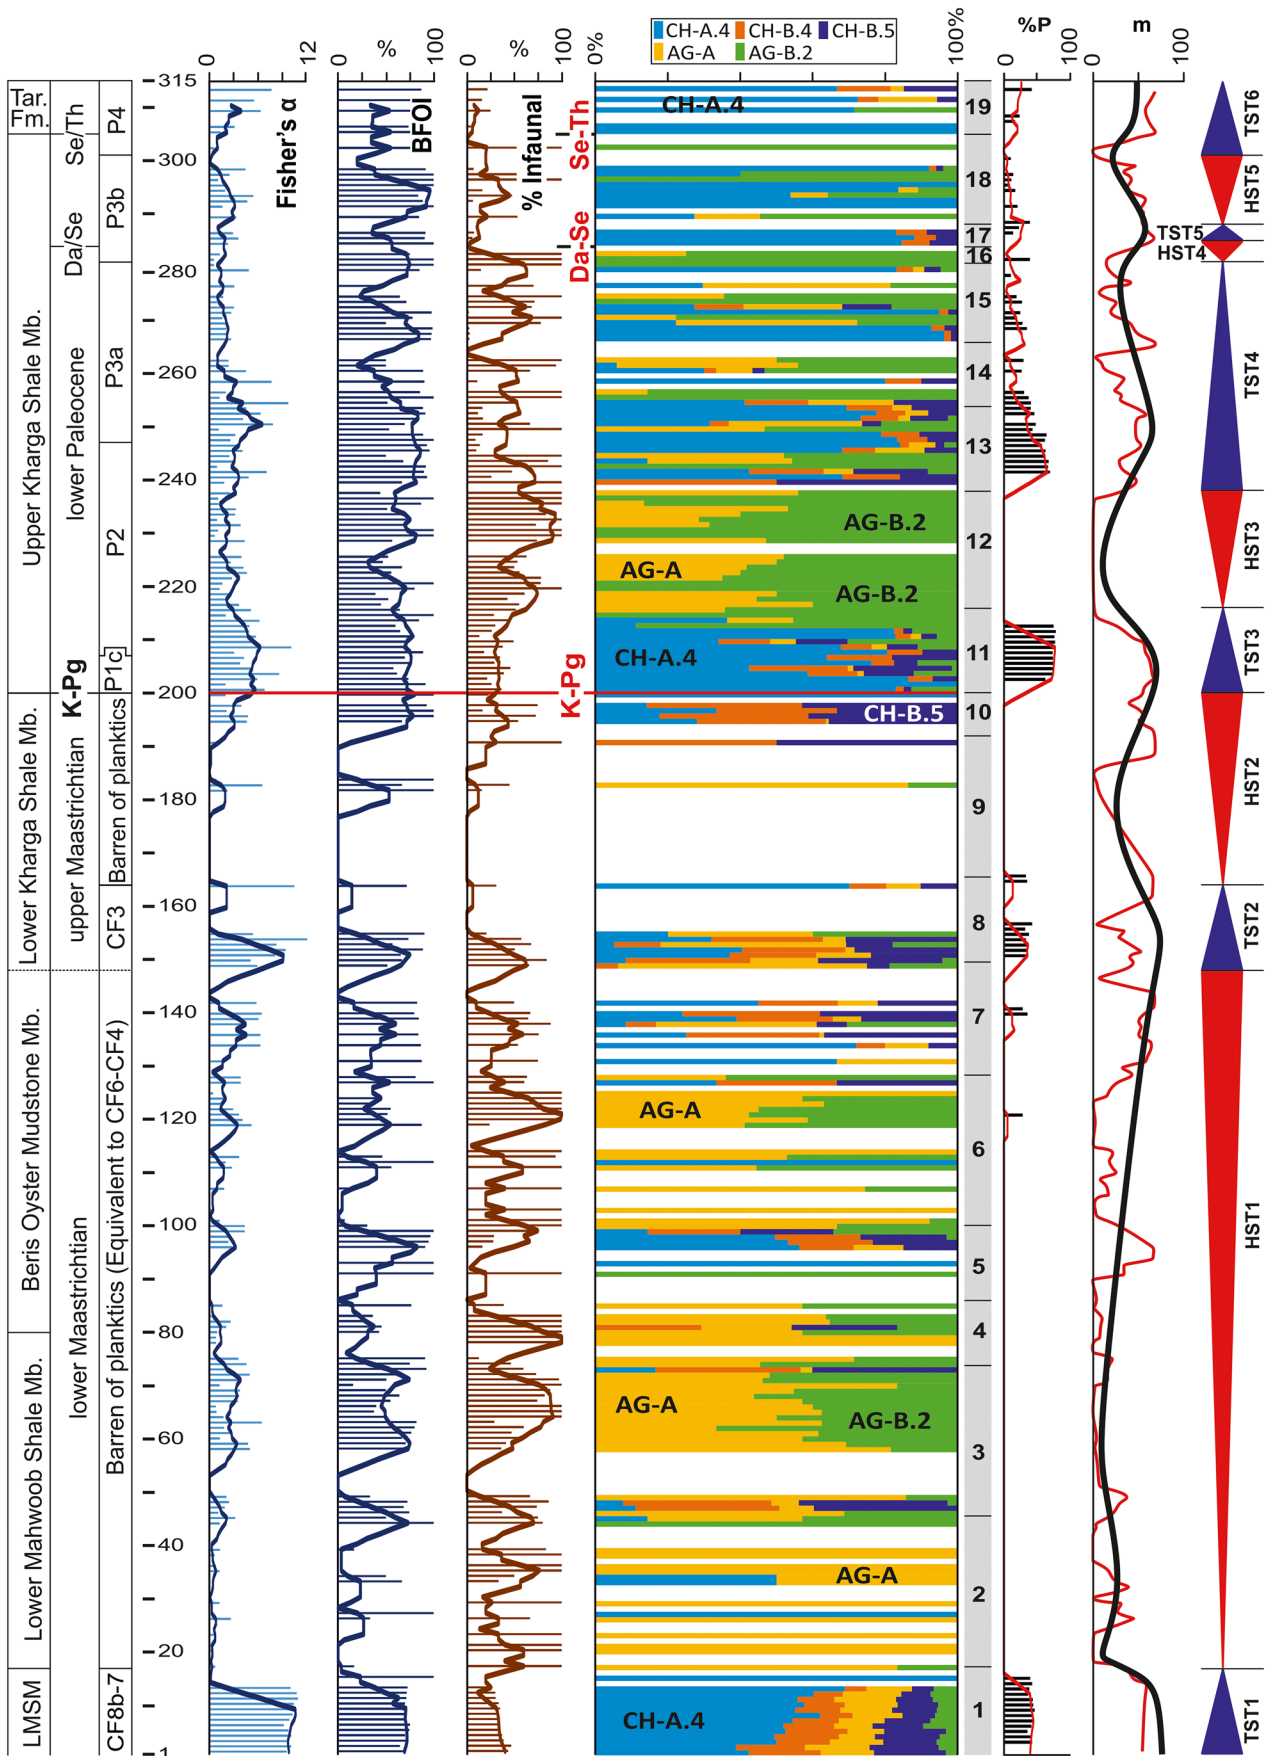 CH-A.4 CH-B.4 CH-B.5
AG-A AG-B.2
0 12
0 % 100
0 % 100
0% 100%
%P
0 100
m
0 100
Fisher's α
BFOI
% Infaunal
315
300
280
260
240
220
200
180
160
140
120
100
80
60
40
20
1
Tar.
Fm.
Upper Kharga Shale Mb.
Lower Kharga Shale Mb.
Beris Oyster Mudstone Mb.
Lower Mahwoob Shale Mb.
LMSM
Se/Th
Da/Se
lower Paleocene
K-Pg
upper Maastrichtian
lower Maastrichtian
P4
P3b
P3a
P2
P1c
Barren of planktics
CF3
Barren of planktics (Equivalent to CF6-CF4)
CF8b-7
Se-Th
Da-Se
K-Pg
CH-A.4
AG-B.2
AG-A
AG-B.2
CH-A.4
CH-B.5
AG-A
AG-A
AG-B.2
AG-A
CH-A.4
19
18
17
16
15
14
13
12
11
10
9
8
7
6
5
4
3
2
1
TST6
HST5
TST5
HST4
TST4
HST3
TST3
HST2
TST2
HST1
TST1